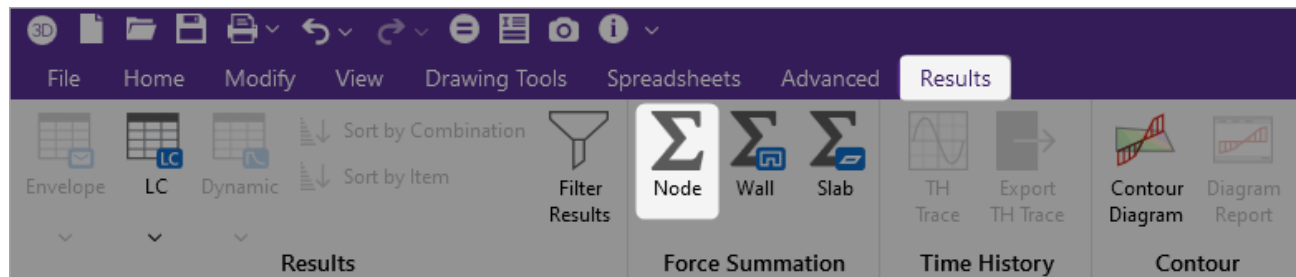 3D
File Home Modify View Drawing Tools Spreadsheets Advanced Results
Sort by Combination
Sort by Item
Envelope LC Dynamic
LC
Filter
Results
Node Wall Slab
TH
Trace
Export
TH Trace
Contour
Diagram
Diagram
Report
Results Force Summation Time History Contour